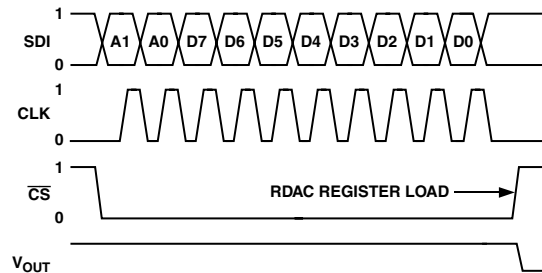 1
SDI A1 A0 D7 D6 D5 D4 D3 D2 D1 D0
0
1
CLK
0
1
CS RDAC REGISTER LOAD
0
VOUT